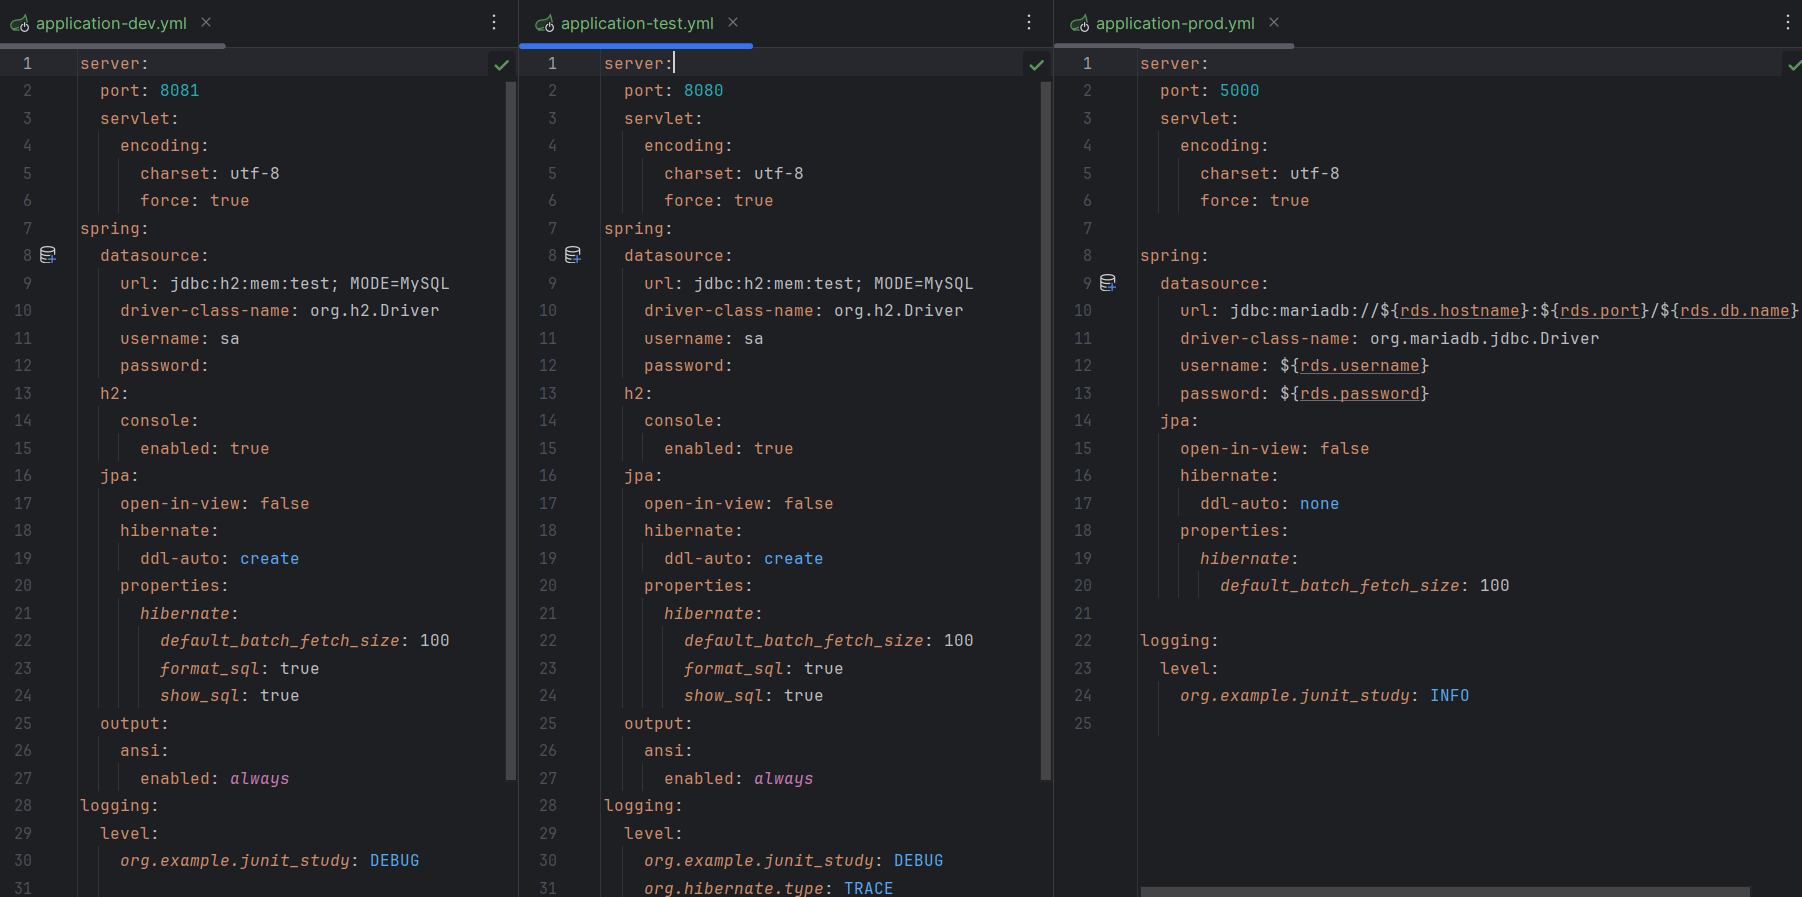 application-dev.yml
1 server:
2   port: 8081
3   servlet:
4     encoding:
5       charset: utf-8
6       force: true
7 spring:
8   datasource:
9     url: jdbc:h2:mem:test; MODE=MySQL
10     driver-class-name: org.h2.Driver
11     username: sa
12     password:
13   h2:
14     console:
15       enabled: true
16   jpa:
17     open-in-view: false
18     hibernate:
19       ddl-auto: create
20     properties:
21       hibernate:
22         default_batch_fetch_size: 100
23         format_sql: true
24         show_sql: true
25   output:
26     ansi:
27       enabled: always
28 logging:
29   level:
30     org.example.junit_study: DEBUG
31
application-test.yml
1 server:
2   port: 8080
3   servlet:
4     encoding:
5       charset: utf-8
6       force: true
7 spring:
8   datasource:
9     url: jdbc:h2:mem:test; MODE=MySQL
10     driver-class-name: org.h2.Driver
11     username: sa
12     password:
13   h2:
14     console:
15       enabled: true
16   jpa:
17     open-in-view: false
18     hibernate:
19       ddl-auto: create
20     properties:
21       hibernate:
22         default_batch_fetch_size: 100
23         format_sql: true
24         show_sql: true
25   output:
26     ansi:
27       enabled: always
28 logging:
29   level:
30     org.example.junit_study: DEBUG
31     org.hibernate.type: TRACE
application-prod.yml
1 server:
2   port: 5000
3   servlet:
4     encoding:
5       charset: utf-8
6       force: true
7
8 spring:
9   datasource:
10     url: jdbc:mariadb://${rds.hostname}:${rds.port}/${rds.db.name}
11     driver-class-name: org.mariadb.jdbc.Driver
12     username: ${rds.username}
13     password: ${rds.password}
14   jpa:
15     open-in-view: false
16     hibernate:
17       ddl-auto: none
18     properties:
19       hibernate:
20         default_batch_fetch_size: 100
21
22 logging:
23   level:
24     org.example.junit_study: INFO
25